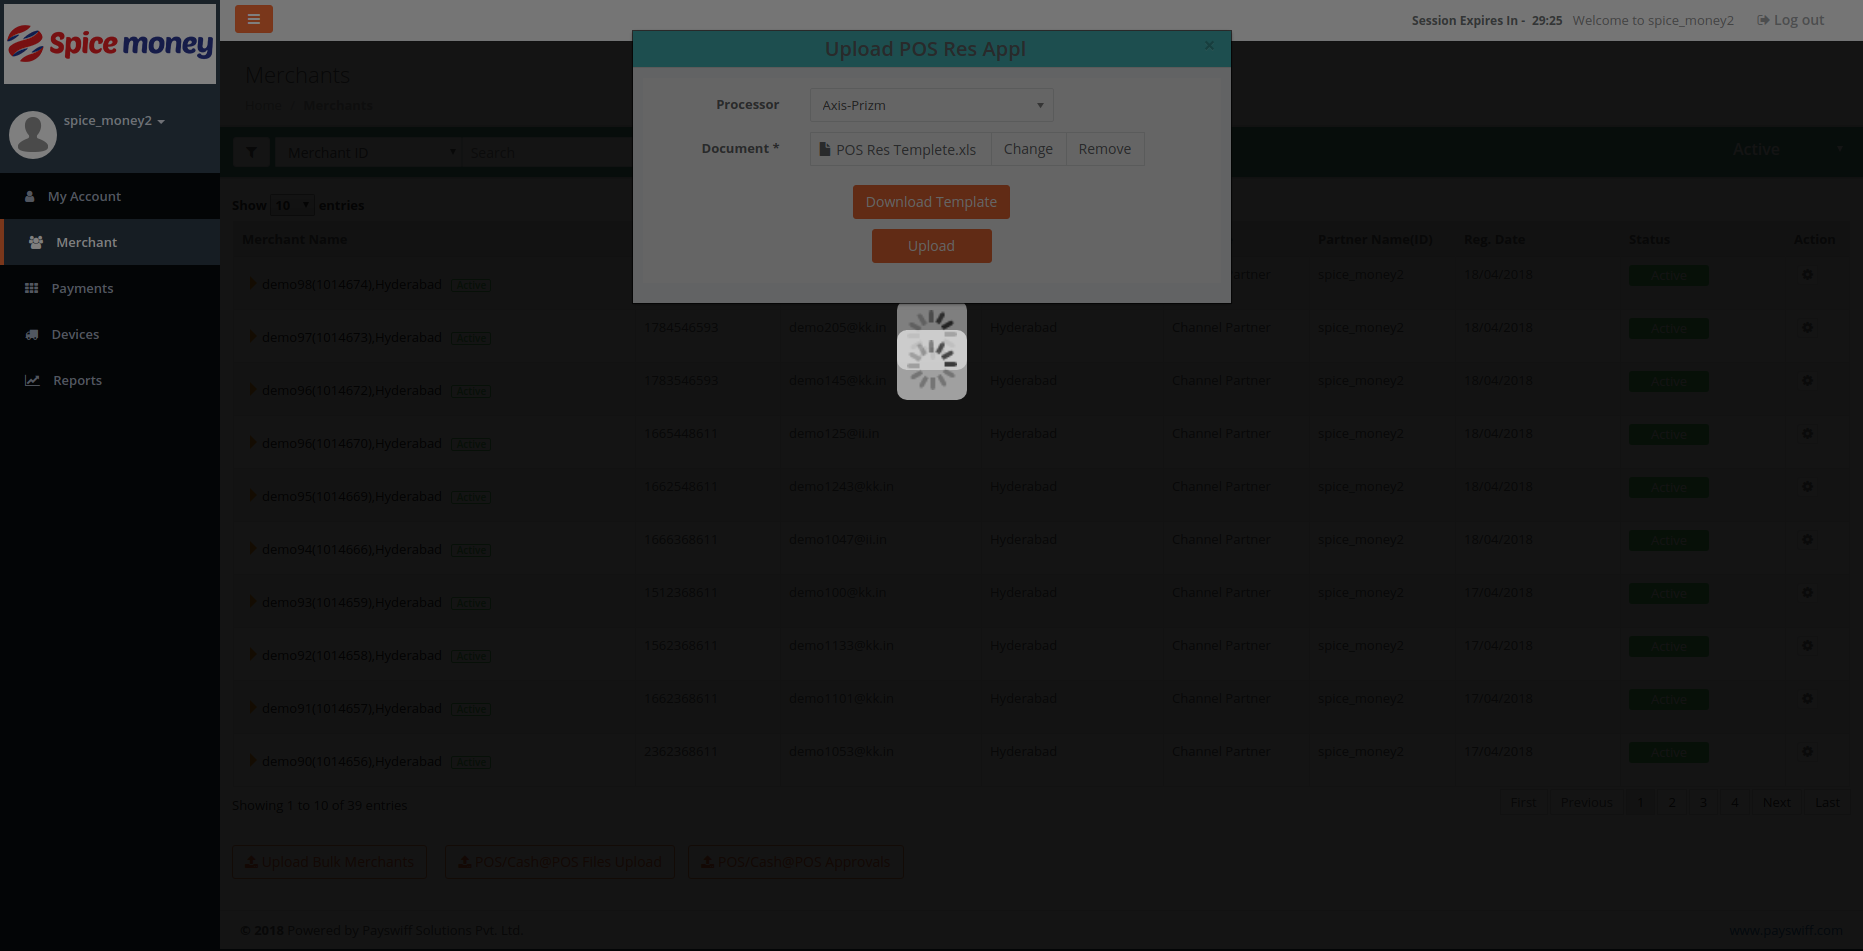 Spice money
Session Expires In - 29:25 Welcome to spice_money2 Log out
Upload POS Res Appl ×
Merchants
Home / Merchants
spice_money2
Processor Axis-Prizm
Document * POS Res Templete.xls Change Remove
Merchant ID Search Active
Download Template
Upload
My Account
Merchant
Payments
Devices
Reports
Show 10 entries
Merchant Name Partner Name(ID) Reg. Date Status Action
demo98(1014674),Hyderabad Active artner spice_money2 18/04/2018 Active
demo97(1014673),Hyderabad Active 1784546593 demo205@kk.in Hyderabad Channel Partner spice_money2 18/04/2018 Active
demo96(1014672),Hyderabad Active 1783546593 demo145@kk.in Hyderabad Channel Partner spice_money2 18/04/2018 Active
demo96(1014670),Hyderabad Active 1665448611 demo125@ii.in Hyderabad Channel Partner spice_money2 18/04/2018 Active
demo95(1014669),Hyderabad Active 1662548611 demo1243@kk.in Hyderabad Channel Partner spice_money2 18/04/2018 Active
demo94(1014666),Hyderabad Active 1666368611 demo1047@ii.in Hyderabad Channel Partner spice_money2 18/04/2018 Active
demo93(1014659),Hyderabad Active 1512368611 demo100@kk.in Hyderabad Channel Partner spice_money2 17/04/2018 Active
demo92(1014658),Hyderabad Active 1562368611 demo1133@kk.in Hyderabad Channel Partner spice_money2 17/04/2018 Active
demo91(1014657),Hyderabad Active 1662368611 demo1101@kk.in Hyderabad Channel Partner spice_money2 17/04/2018 Active
demo90(1014656),Hyderabad Active 2362368611 demo1053@kk.in Hyderabad Channel Partner spice_money2 17/04/2018 Active
Showing 1 to 10 of 39 entries
First Previous 1 2 3 4 Next Last
Upload Bulk Merchants POS/Cash@POS Files Upload POS/Cash@POS Approvals
© 2018 Powered by Payswiff Solutions Pvt. Ltd. www.payswiff.com